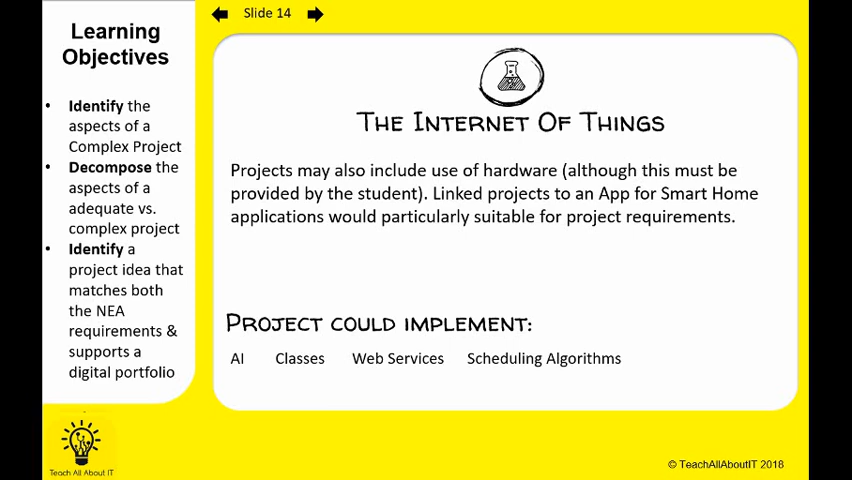 Learning
Objectives
• Identify the
aspects of a
Complex Project
• Decompose the
aspects of a
adequate vs.
complex project
• Identify a
project idea that
matches both
the NEA
requirements &
supports a
digital portfolio
Teach All About IT
Slide 14
THE INTERNET OF THINGS
Projects may also include use of hardware (although this must be
provided by the student). Linked projects to an App for Smart Home
applications would particularly suitable for project requirements.
PROJECT COULD IMPLEMENT:
AI Classes Web Services Scheduling Algorithms
© TeachAllAboutIT 2018